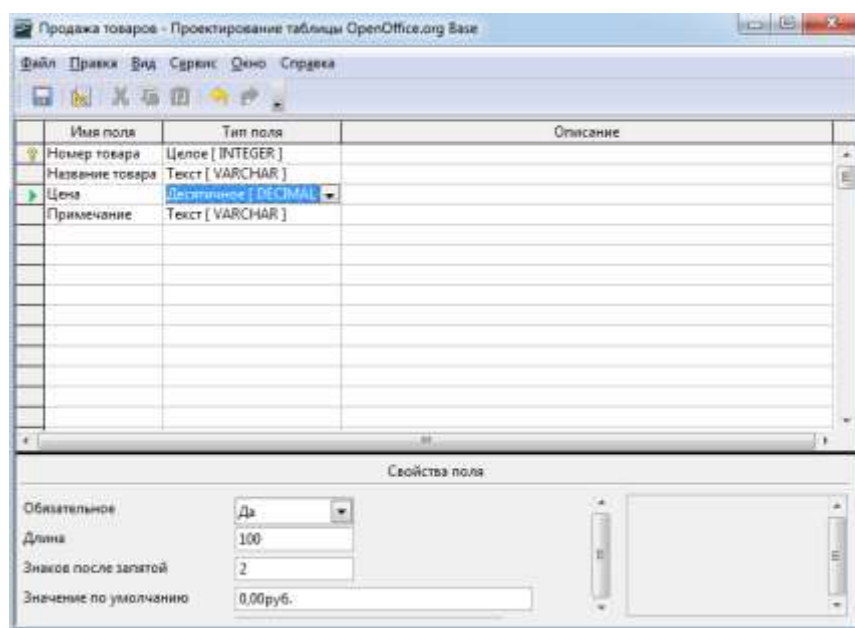 Продажа товаров - Проектирование таблицы OpenOffice.org Base
Файл Правка Вид Сервис Окно Справка
Имя поля Тип поля Описание
Номер товара Целое [ INTEGER ]
Название товара Текст [ VARCHAR ]
Цена Десятичное [ DECIMAL
Примечание Текст [ VARCHAR ]
Свойства поля
Обязательное Да
Длина 100
Знаков после запятой 2
Значение по умолчанию 0,00руб.